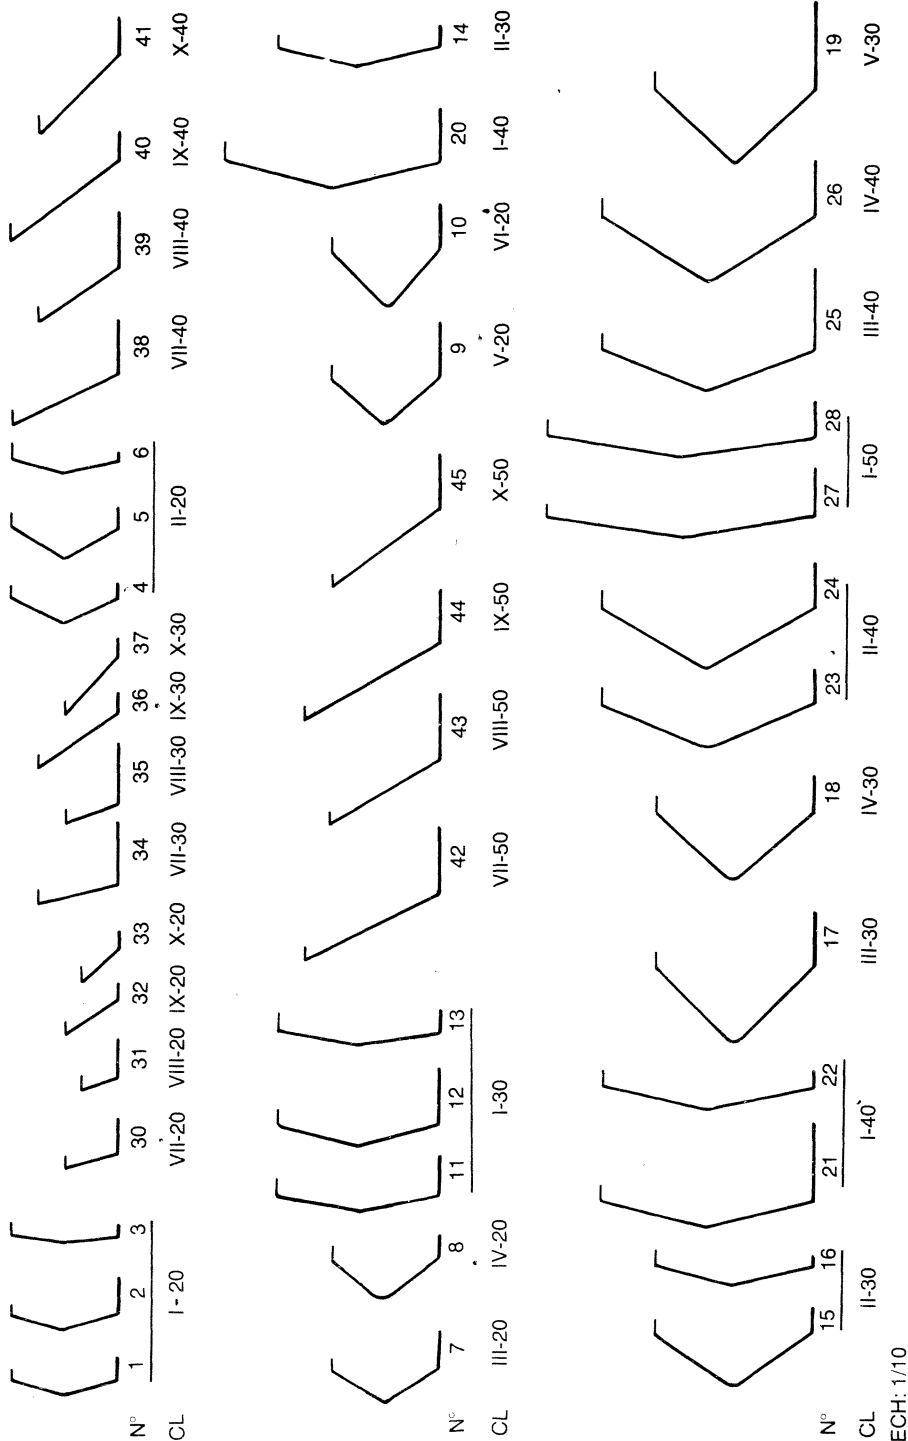 N° 1 2 3 30 31 32 33 34 35 36 37 4 5 6 38 39 40 41
CL I-20 VII-20 VIII-20 IX-20 X-20 VII-30 VIII-30 IX-30 X-30 II-20 VII-40 VIII-40 IX-40 X-40
N° 7 8 11 12 13 42 43 44 45 9 10 20 14
CL III-20 IV-20 I-30 VII-50 VIII-50 IX-50 X-50 V-20 VI-20 I-40 II-30
N° 15 16 21 22 17 18 23 24 27 28 25 26 19
CL II-30 I-40 III-30 IV-30 II-40 I-50 III-40 IV-40 V-30
ECH: 1/10